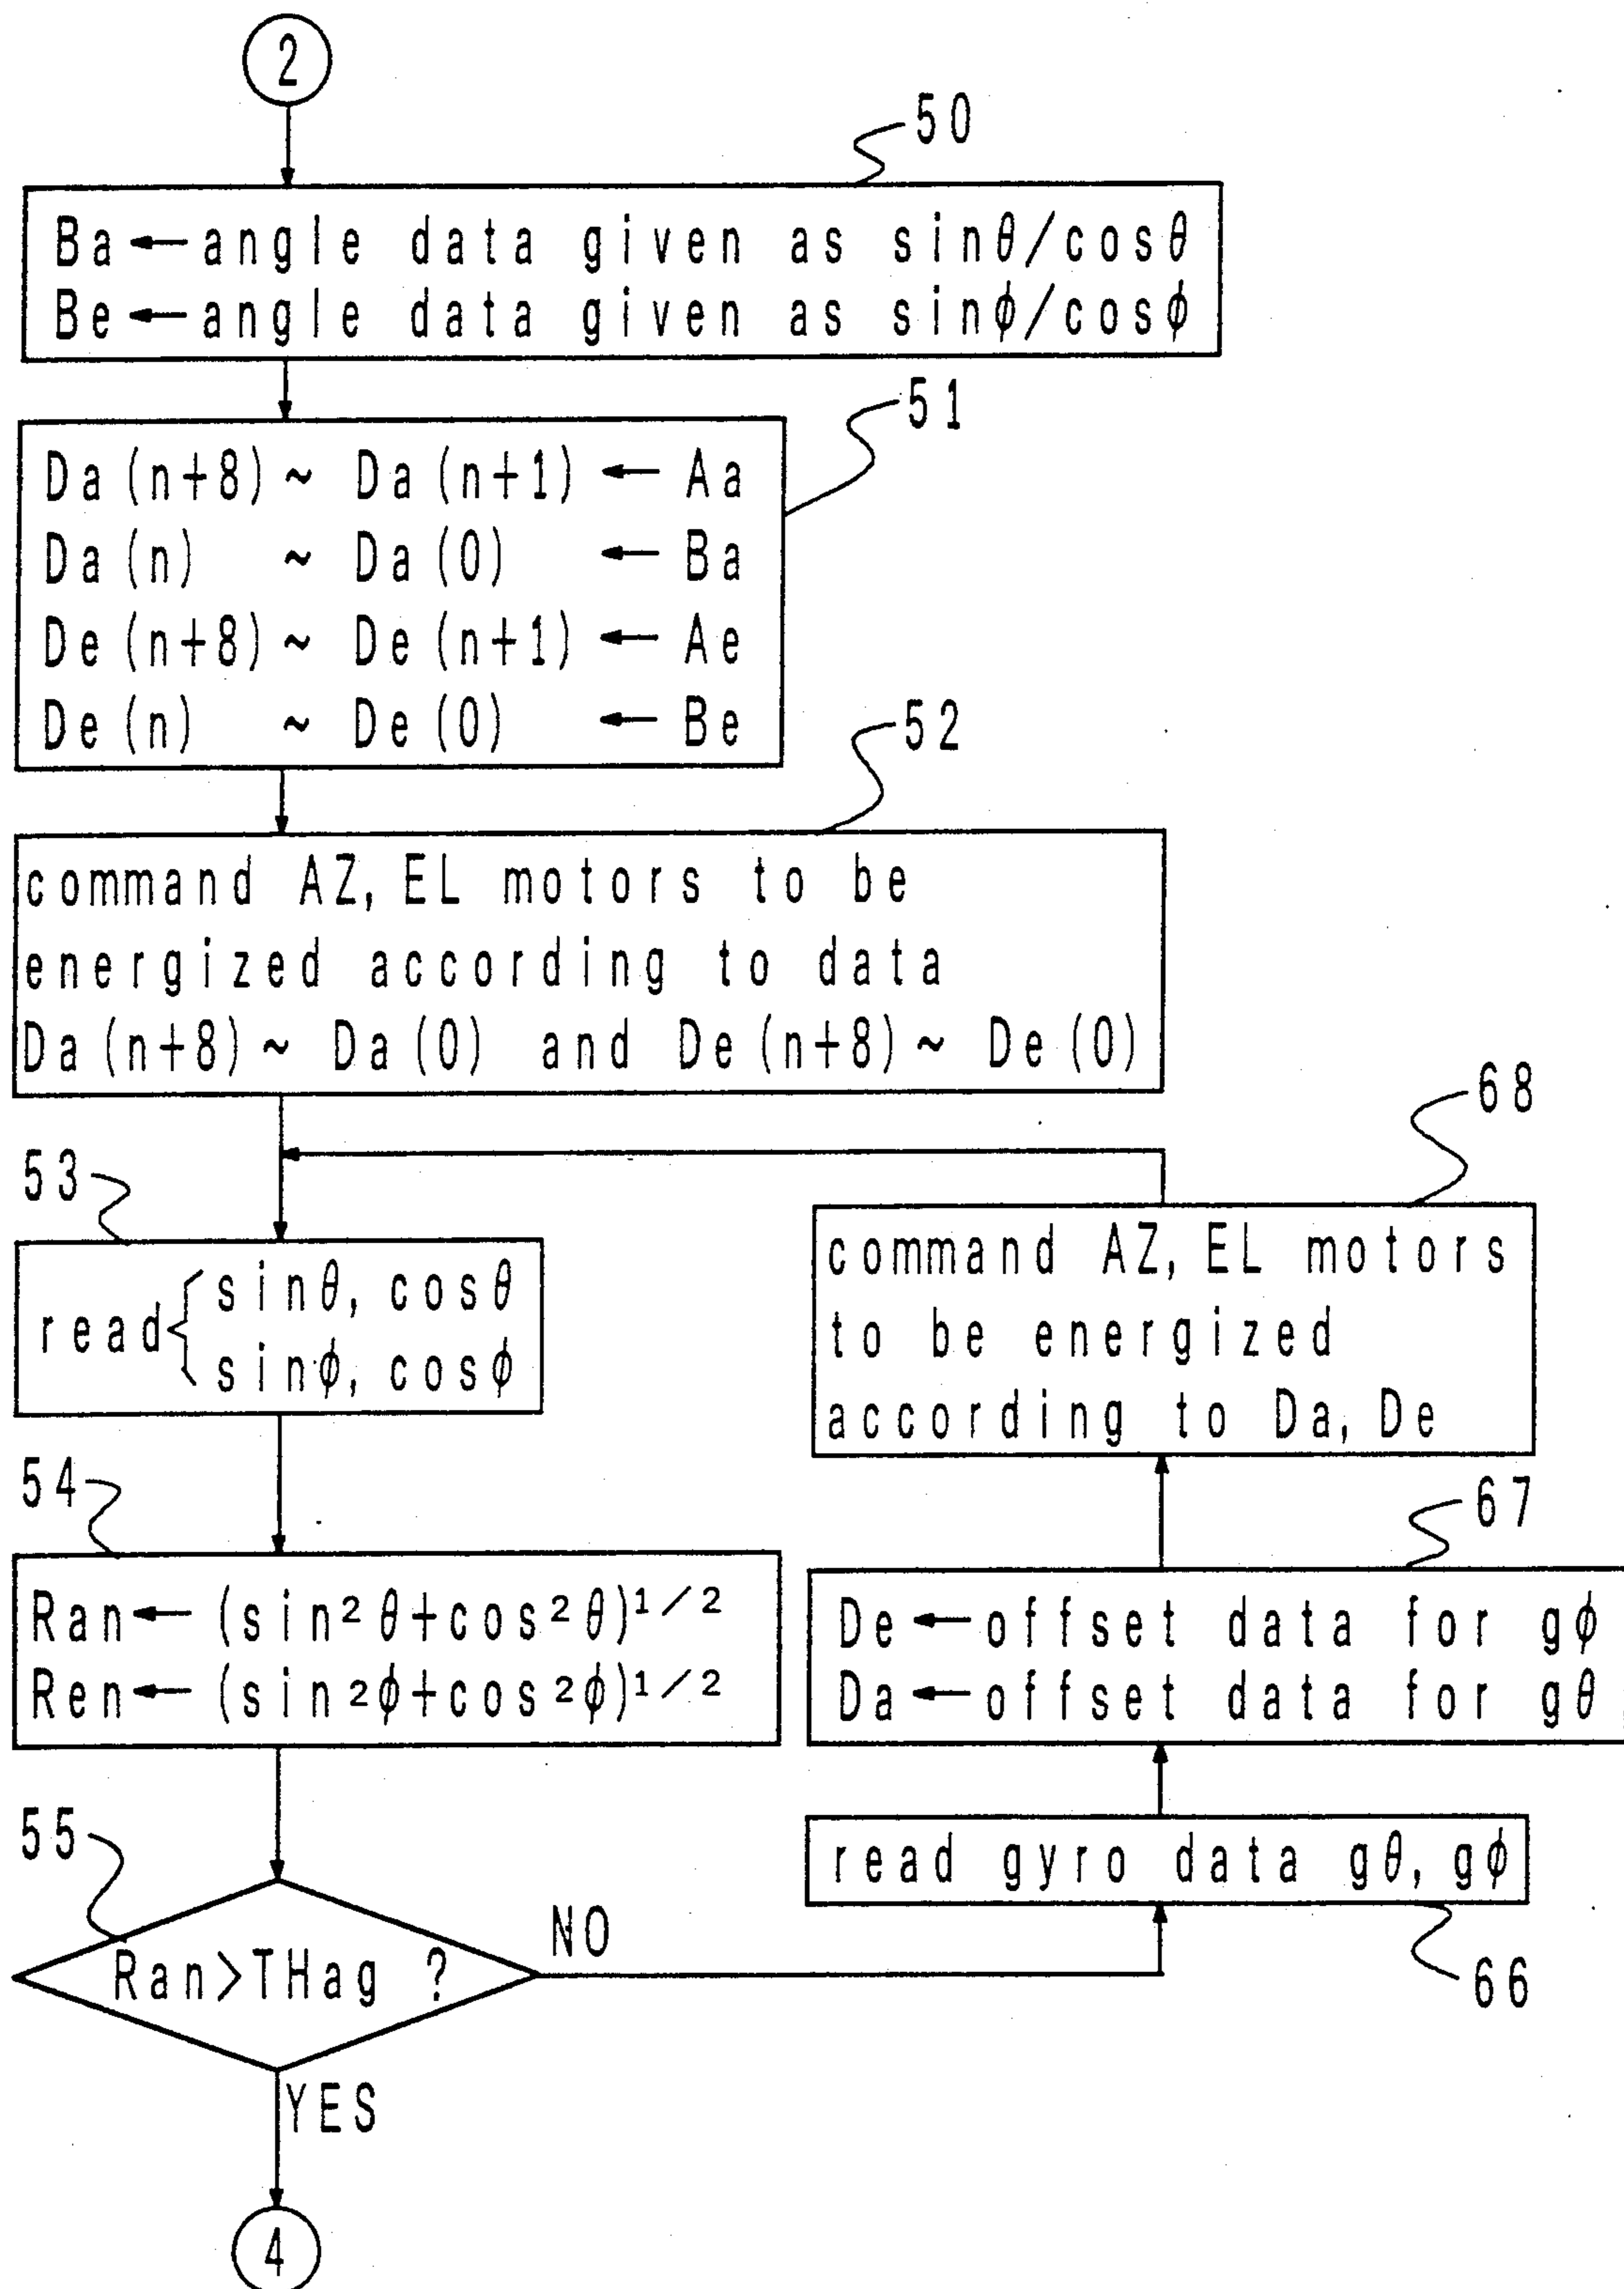 2
50
Ba←angle data given as sinθ/cosθ
Be←angle data given as sinϕ/cosϕ
51
Da(n+8)~ Da(n+1) ← Aa
Da(n) ~ Da(0) ← Ba
De(n+8)~ De(n+1) ← Ae
De(n) ~ De(0) ← Be
52
command AZ, EL motors to be
energized according to data
Da(n+8)~ Da(0) and De(n+8)~ De(0)
53
read{ sinθ, cosθ
sinϕ, cosϕ
54
Ran← (sin²θ+cos²θ)^1/2
Ren← (sin²ϕ+cos²ϕ)^1/2
55
Ran>THag ?
NO
YES
4
68
command AZ, EL motors
to be energized
according to Da, De
67
De←offset data for gϕ
Da←offset data for gθ
read gyro data gθ, gϕ
66